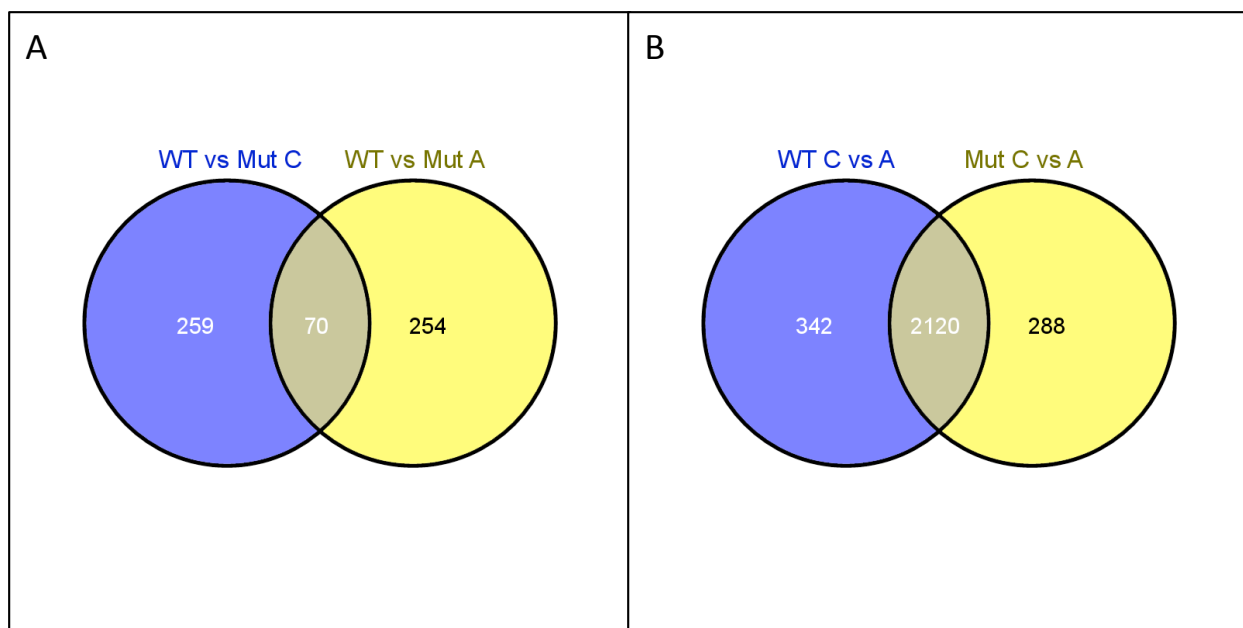 A
WT vs Mut C
WT vs Mut A
259
70
254
B
WT C vs A
Mut C vs A
342
2120
288